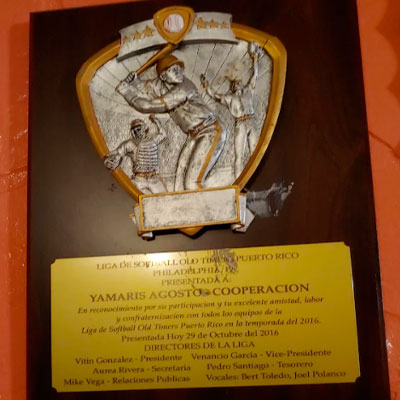 LIGA DE SOFTBALL OLD TIMERS PUERTO RICO
PHILADELPHIA, PA
PRESENTADA A:
YAMARIS AGOSTO - COOPERACION
En reconocimiento por su participacion y tu excelente amistad, labor
y confraternizacion con todos los equipos de la
Liga de Softball Old Timers Puerto Rico en la temporada del 2016.
Presentada Hoy 29 de Octubre del 2016
DIRECTORES DE LA LIGA
Vitin Gonzalez - Presidente Venancio Garcia - Vice-Presidente
Aurea Rivera - Secretaria Pedro Santiago - Tesorero
Mike Vega - Relaciones Publicas Vocales: Bert Toledo, Joel Polanco